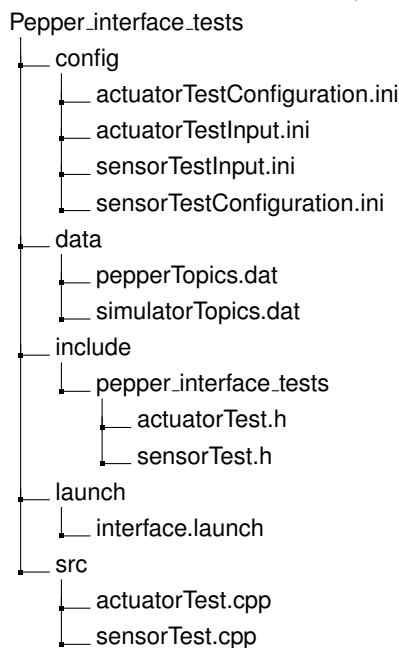 Pepper_interface_tests
config
actuatorTestConfiguration.ini
actuatorTestInput.ini
sensorTestInput.ini
sensorTestConfiguration.ini
data
pepperTopics.dat
simulatorTopics.dat
include
pepper_interface_tests
actuatorTest.h
sensorTest.h
launch
interface.launch
src
actuatorTest.cpp
sensorTest.cpp